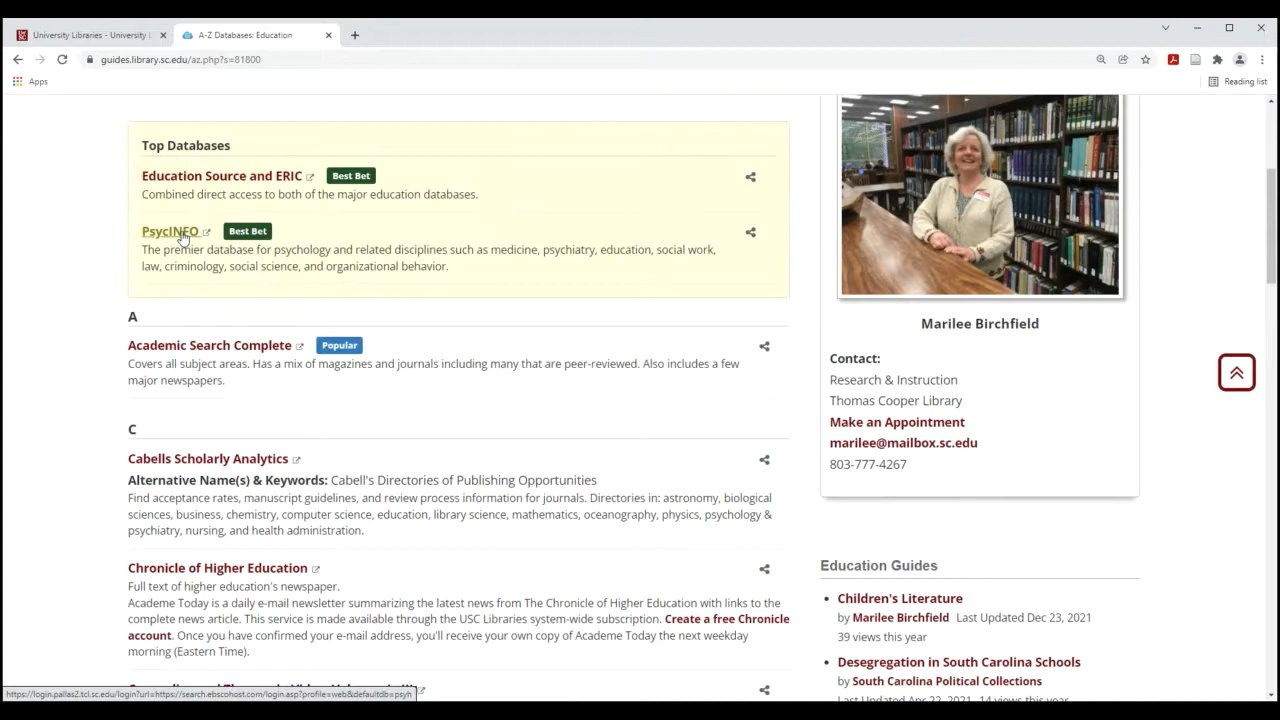 University Libraries - University
A-Z Databases: Education
guides.library.sc.edu/az.php?s=81800
Apps
Reading list
Top Databases
Education Source and ERIC Best Bet
Combined direct access to both of the major education databases.
PsycINFO Best Bet
The premier database for psychology and related disciplines such as medicine, psychiatry, education, social work,
law, criminology, social science, and organizational behavior.
A
Academic Search Complete Popular
Covers all subject areas. Has a mix of magazines and journals including many that are peer-reviewed. Also includes a few
major newspapers.
C
Cabells Scholarly Analytics
Alternative Name(s) & Keywords: Cabell's Directories of Publishing Opportunities
Find acceptance rates, manuscript guidelines, and review process information for journals. Directories in: astronomy, biological
sciences, business, chemistry, computer science, education, library science, mathematics, oceanography, physics, psychology &
psychiatry, nursing, and health administration.
Chronicle of Higher Education
Full text of higher education's newspaper.
Academe Today is a daily e-mail newsletter summarizing the latest news from The Chronicle of Higher Education with links to the
complete news article. This service is made available through the USC Libraries system-wide subscription. Create a free Chronicle
account. Once you have confirmed your e-mail address, you'll receive your own copy of Academe Today the next weekday
morning (Eastern Time).
https://login.pallas2.tcl.sc.edu/login?url=https://search.ebscohost.com/login.asp?profile=web&defaultdb=psyh
Marilee Birchfield
Contact:
Research & Instruction
Thomas Cooper Library
Make an Appointment
marilee@mailbox.sc.edu
803-777-4267
Education Guides
Children's Literature
by Marilee Birchfield Last Updated Dec 23, 2021
39 views this year
Desegregation in South Carolina Schools
by South Carolina Political Collections
Last Updated Apr 22, 2021 14 views this year